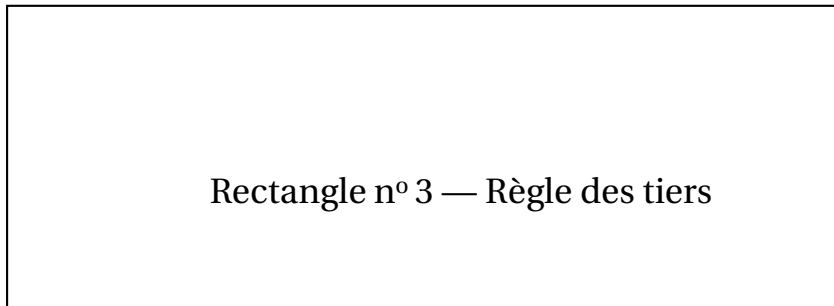 Rectangle nº 3 — Règle des tiers